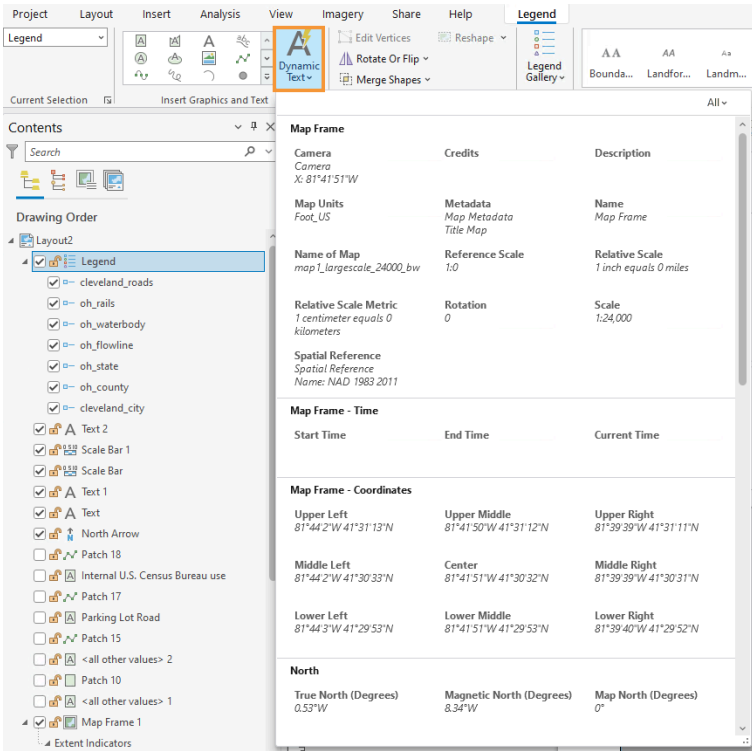 Project Layout Insert Analysis View Imagery Share Help Legend
Legend
Edit Vertices Reshape
Rotate Or Flip
Merge Shapes
Dynamic
Text
Legend
Gallery
A A AA Aa
Bounda... Landfor... Landm...
Current Selection Insert Graphics and Text
All
Contents
Search
Drawing Order
Layout2
Legend
cleveland_roads
oh_rails
oh_waterbody
oh_flowline
oh_state
oh_county
cleveland_city
Text 2
Scale Bar 1
Scale Bar
Text 1
Text
North Arrow
Patch 18
Internal U.S. Census Bureau use
Patch 17
Parking Lot Road
Patch 15
<all other values> 2
Patch 10
<all other values> 1
Map Frame 1
Extent Indicators
Map Frame
Camera Credits Description
Camera
X: 81°41'51"W
Map Units Metadata Name
Foot_US Map Metadata Map Frame
Title Map
Name of Map Reference Scale Relative Scale
map1_largescale_24000_bw 1:0 1 inch equals 0 miles
Relative Scale Metric Rotation Scale
1 centimeter equals 0 0 1:24,000
kilometers
Spatial Reference
Spatial Reference
Name: NAD 1983 2011
Map Frame - Time
Start Time End Time Current Time
Map Frame - Coordinates
Upper Left Upper Middle Upper Right
81°44'2"W 41°31'13"N 81°41'50"W 41°31'12"N 81°39'39"W 41°31'11"N
Middle Left Center Middle Right
81°44'2"W 41°30'33"N 81°41'51"W 41°30'32"N 81°39'39"W 41°30'31"N
Lower Left Lower Middle Lower Right
81°44'3"W 41°29'53"N 81°41'51"W 41°29'53"N 81°39'40"W 41°29'52"N
North
True North (Degrees) Magnetic North (Degrees) Map North (Degrees)
0.53°W 8.34°W 0°